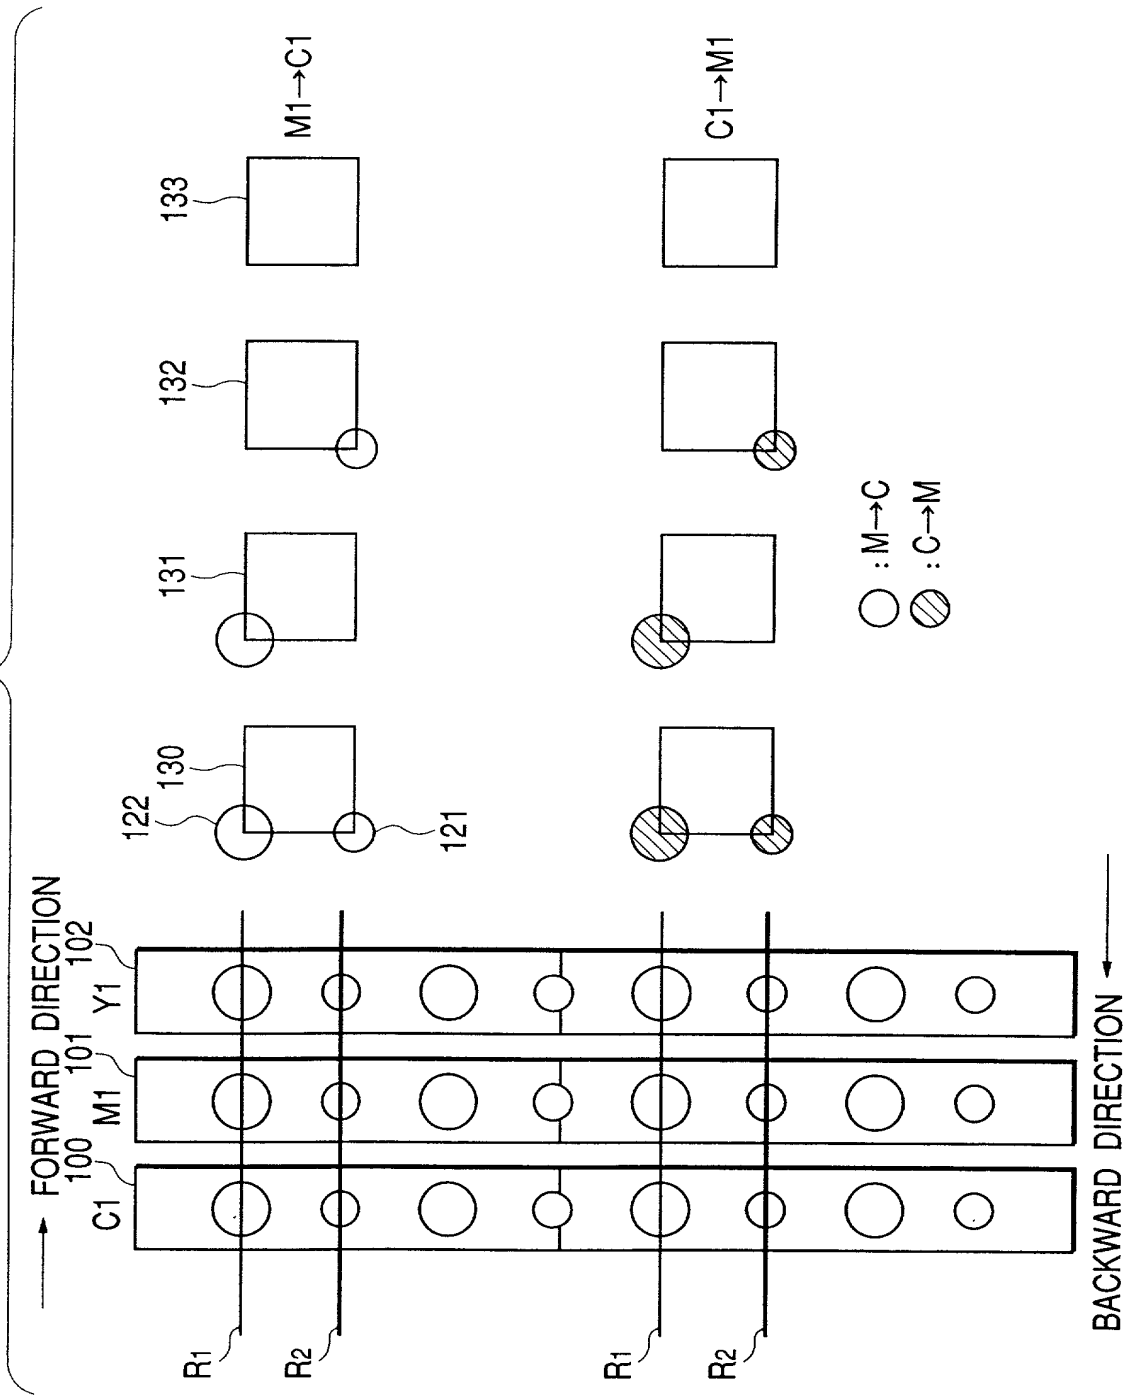 → FORWARD DIRECTION
C1
100
M1
101
Y1
102
122
130
121
131
132
133
M1→C1
R1
R2
C1→M1
R1
R2
: M→C
: C→M
BACKWARD DIRECTION ←